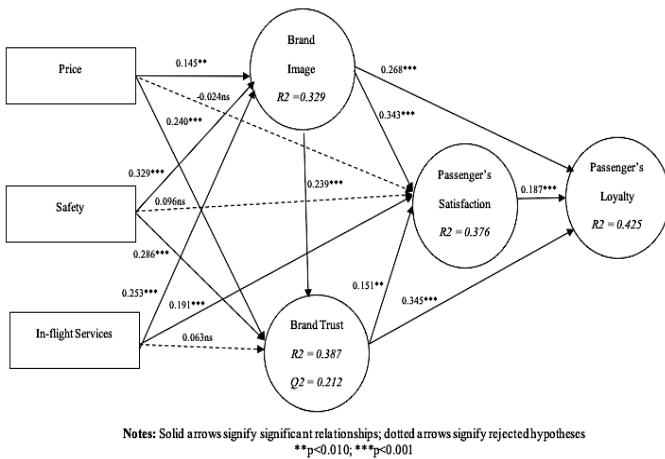 Brand
Image
R2=0.329
Price
0.145**
-0.024ns
0.240***
0.268***
0.343***
Passenger's
Satisfaction
R2 = 0.376
Passenger's
Loyalty
R2 = 0.425
0.187***
0.329***
0.239***
0.096ns
Safety
0.286***
0.253***
0.191***
0.151**
0.345***
In-flight Services
0.063ns
Brand Trust
R2 = 0.387
Q2 = 0.212
Notes: Solid arrows signify significant relationships; dotted arrows signify rejected hypotheses
**p<0.010; ***p<0.001